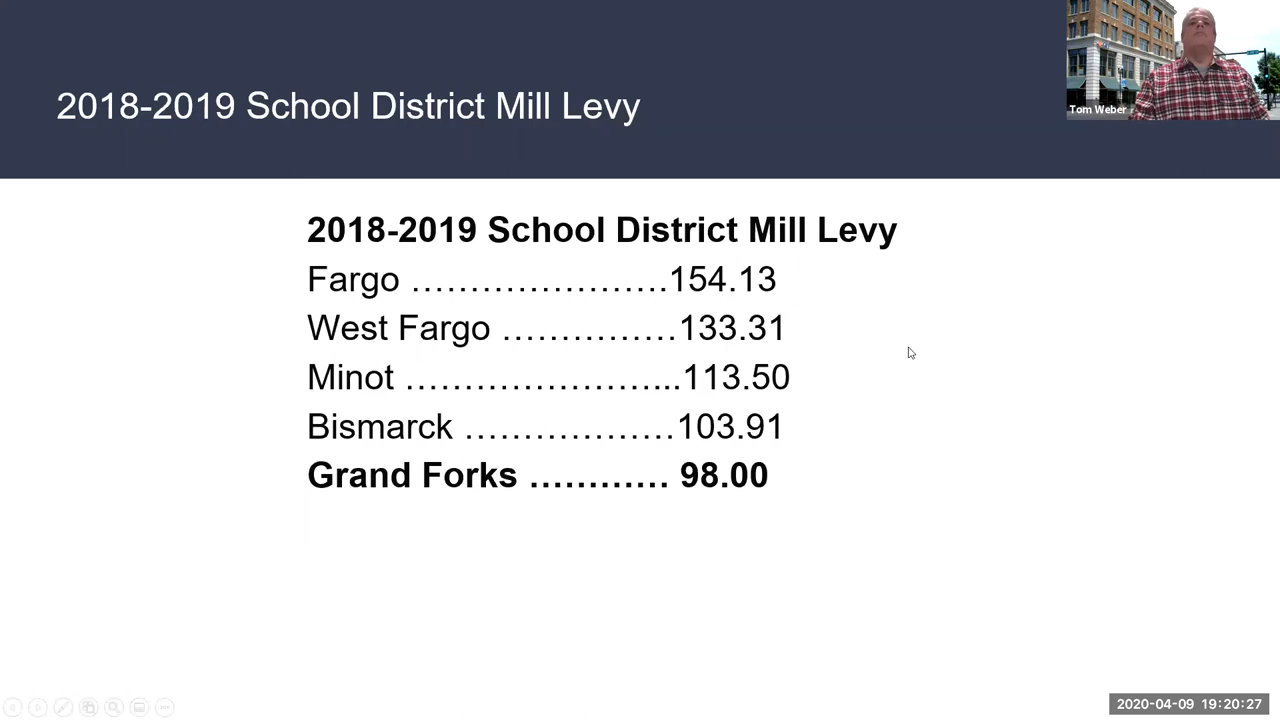 2018-2019 School District Mill Levy
Tom Weber
2018-2019 School District Mill Levy
Fargo …………………..154.13
West Fargo ……………133.31
Minot …………………...113.50
Bismarck ………………103.91
Grand Forks ………… 98.00
2020-04-09 19:20:27